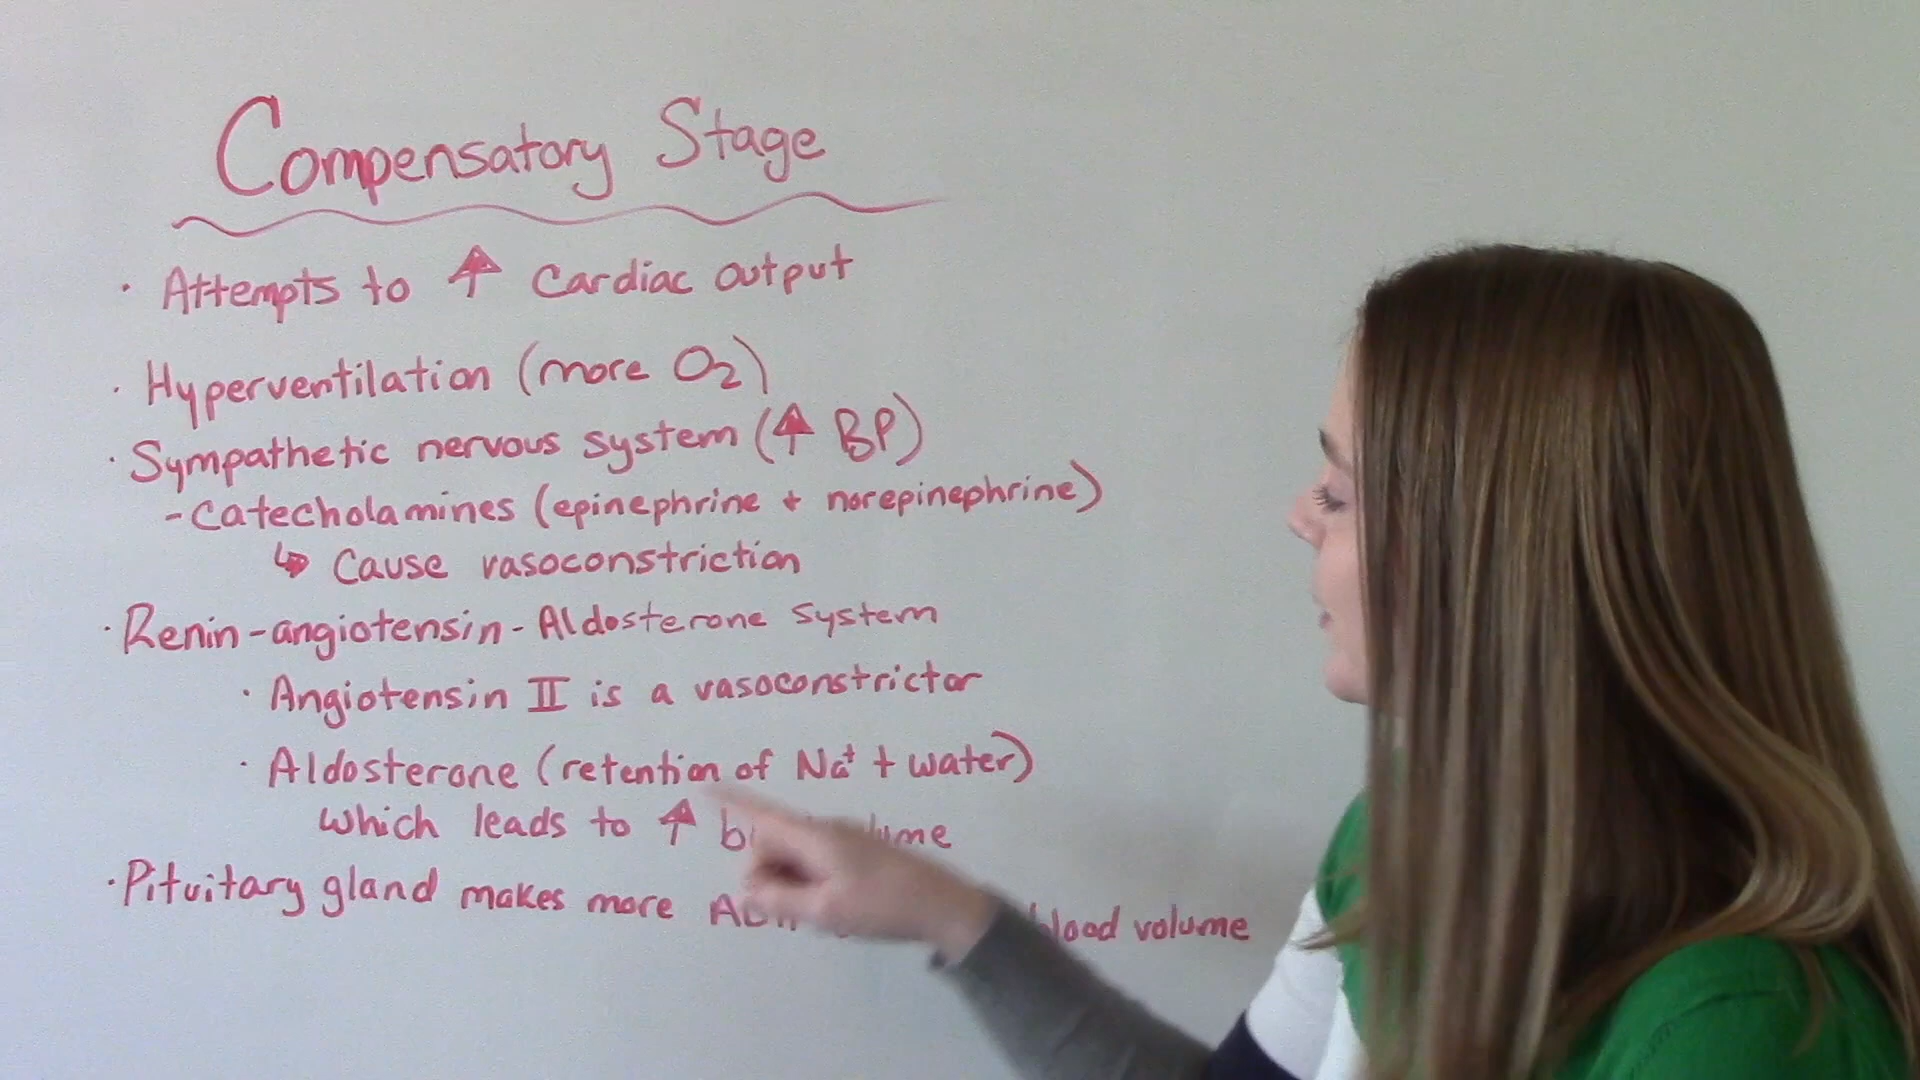 Compensatory Stage
· Attempts to ↑ cardiac output
· Hyperventilation (more O₂)
· Sympathetic nervous system (↑ BP)
- Catecholamines (epinephrine + norepinephrine)
↳ Cause vasoconstriction
· Renin-angiotensin-Aldosterone system
· Angiotensin II is a vasoconstrictor
· Aldosterone (retention of Na⁺ + water)
which leads to ↑
· Pituitary gland makes more ADH blood volume